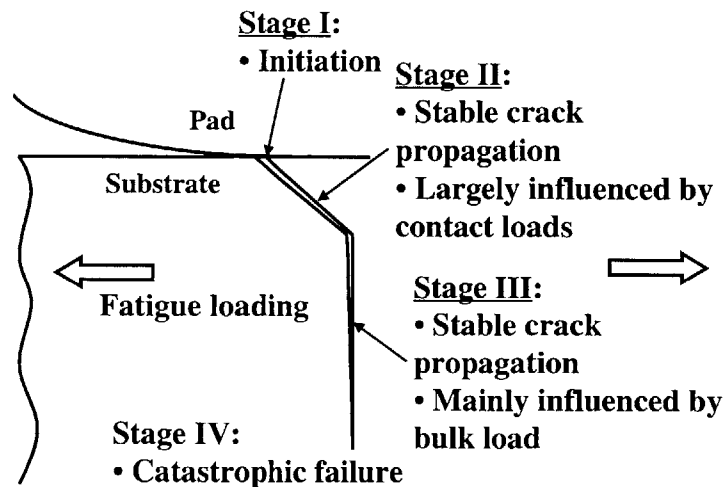 Stage I:
• Initiation
Stage II:
• Stable crack
propagation
• Largely influenced by
contact loads
Pad
Substrate
Fatigue loading
Stage III:
• Stable crack
propagation
• Mainly influenced by
bulk load
Stage IV:
• Catastrophic failure